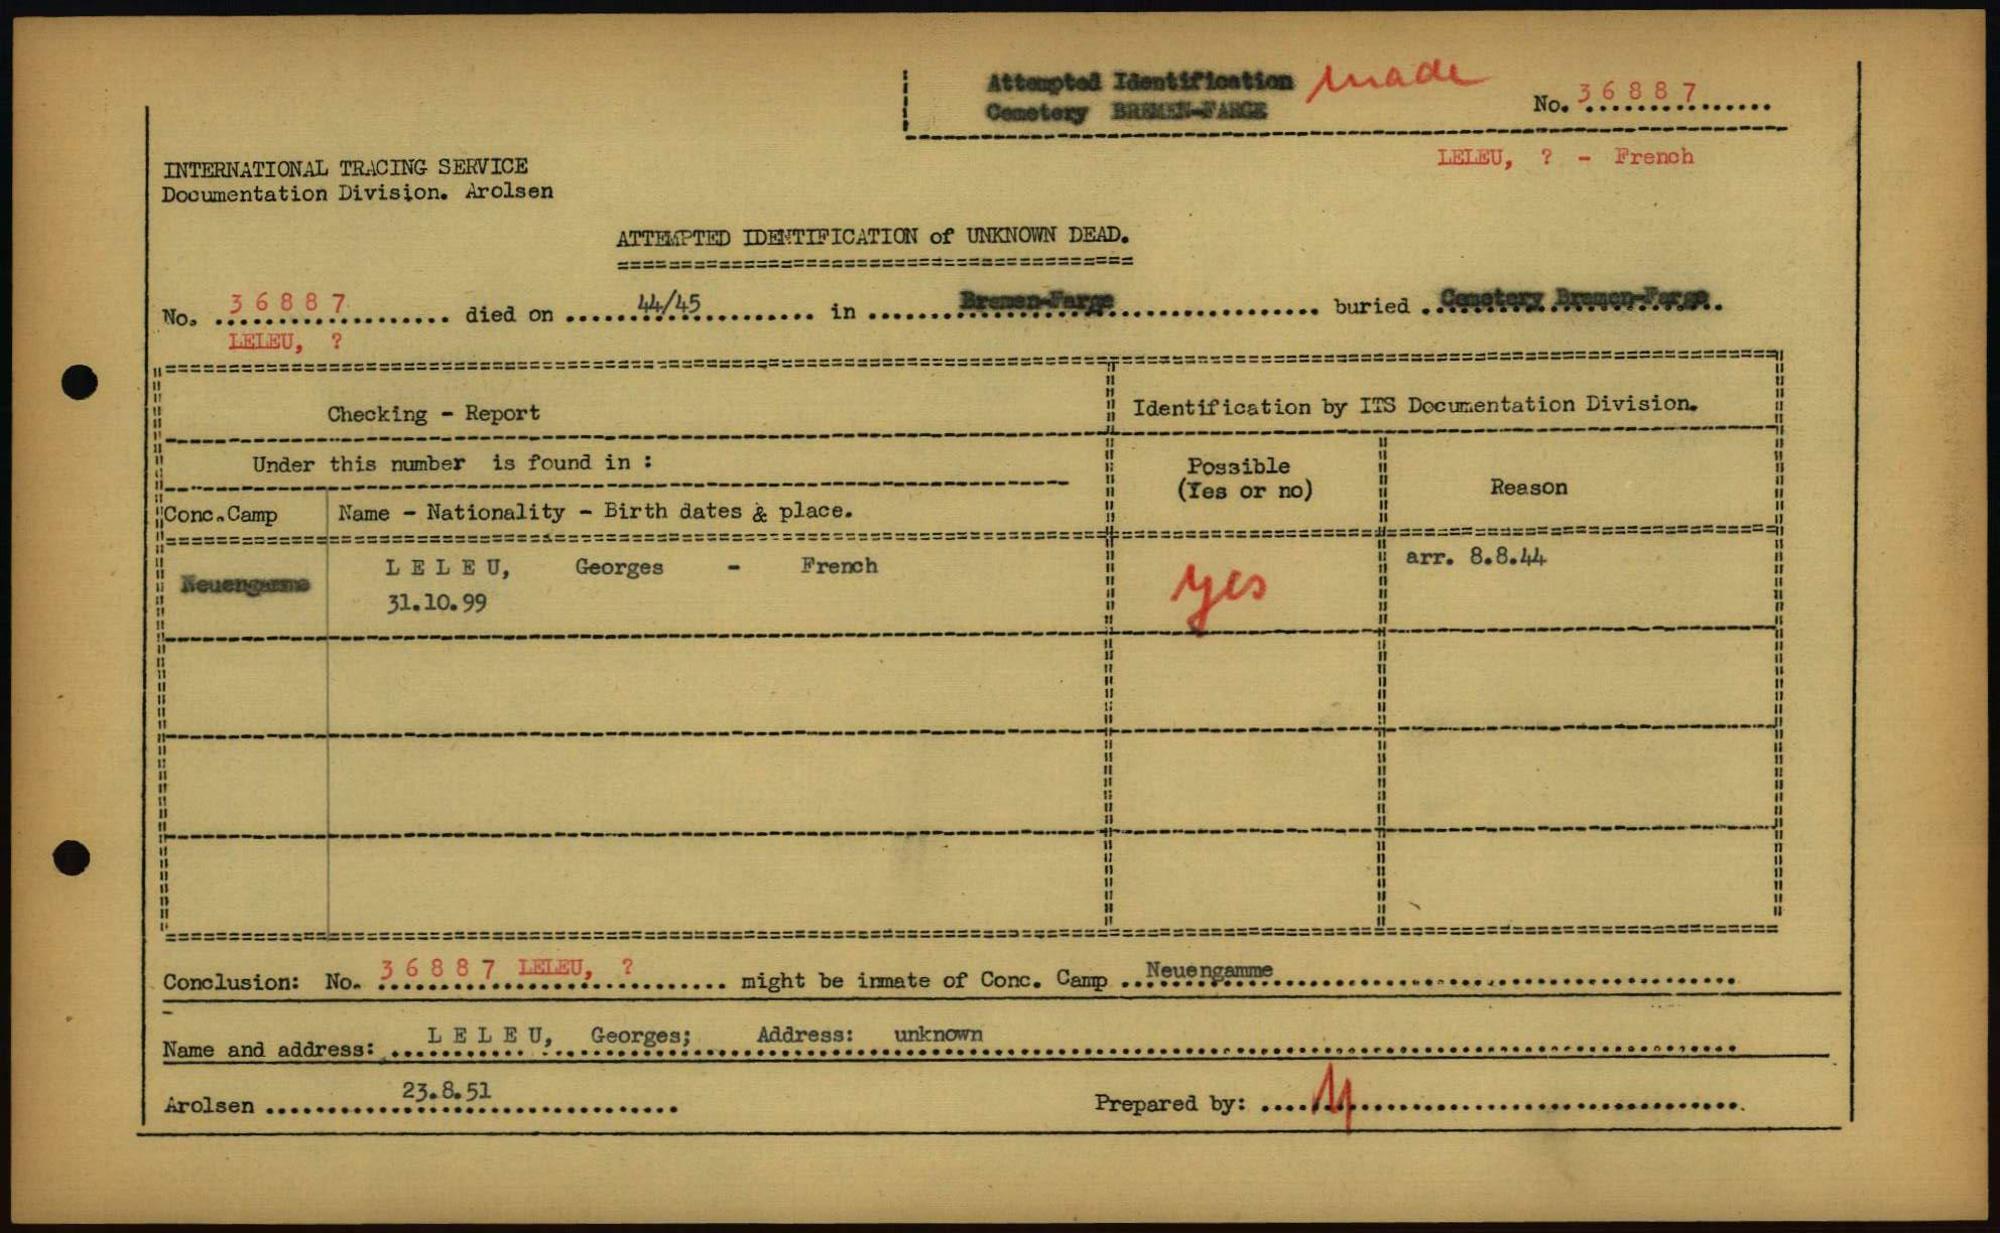 Attempted Identification made
Cemetery BREMEN-FARGE
No. 36887
LELEU, ? - French
INTERNATIONAL TRACING SERVICE
Documentation Division. Arolsen
ATTEMPTED IDENTIFICATION of UNKNOWN DEAD.
No. 36887 died on 44/45 in Bremen-Farge buried Cemetery Bremen-Farge
LELEU, ?
Checking - Report
Identification by ITS Documentation Division.
Under this number is found in :
Possible
(Yes or no)
Reason
Conc.Camp
Name - Nationality - Birth dates & place.
Neuengamme
L E L E U, Georges - French
31.10.99
yes
arr. 8.8.44
Conclusion: No. 36887 LELEU, ? might be inmate of Conc. Camp Neuengamme
Name and address: L E L E U, Georges; Address: unknown
Arolsen 23.8.51
Prepared by: